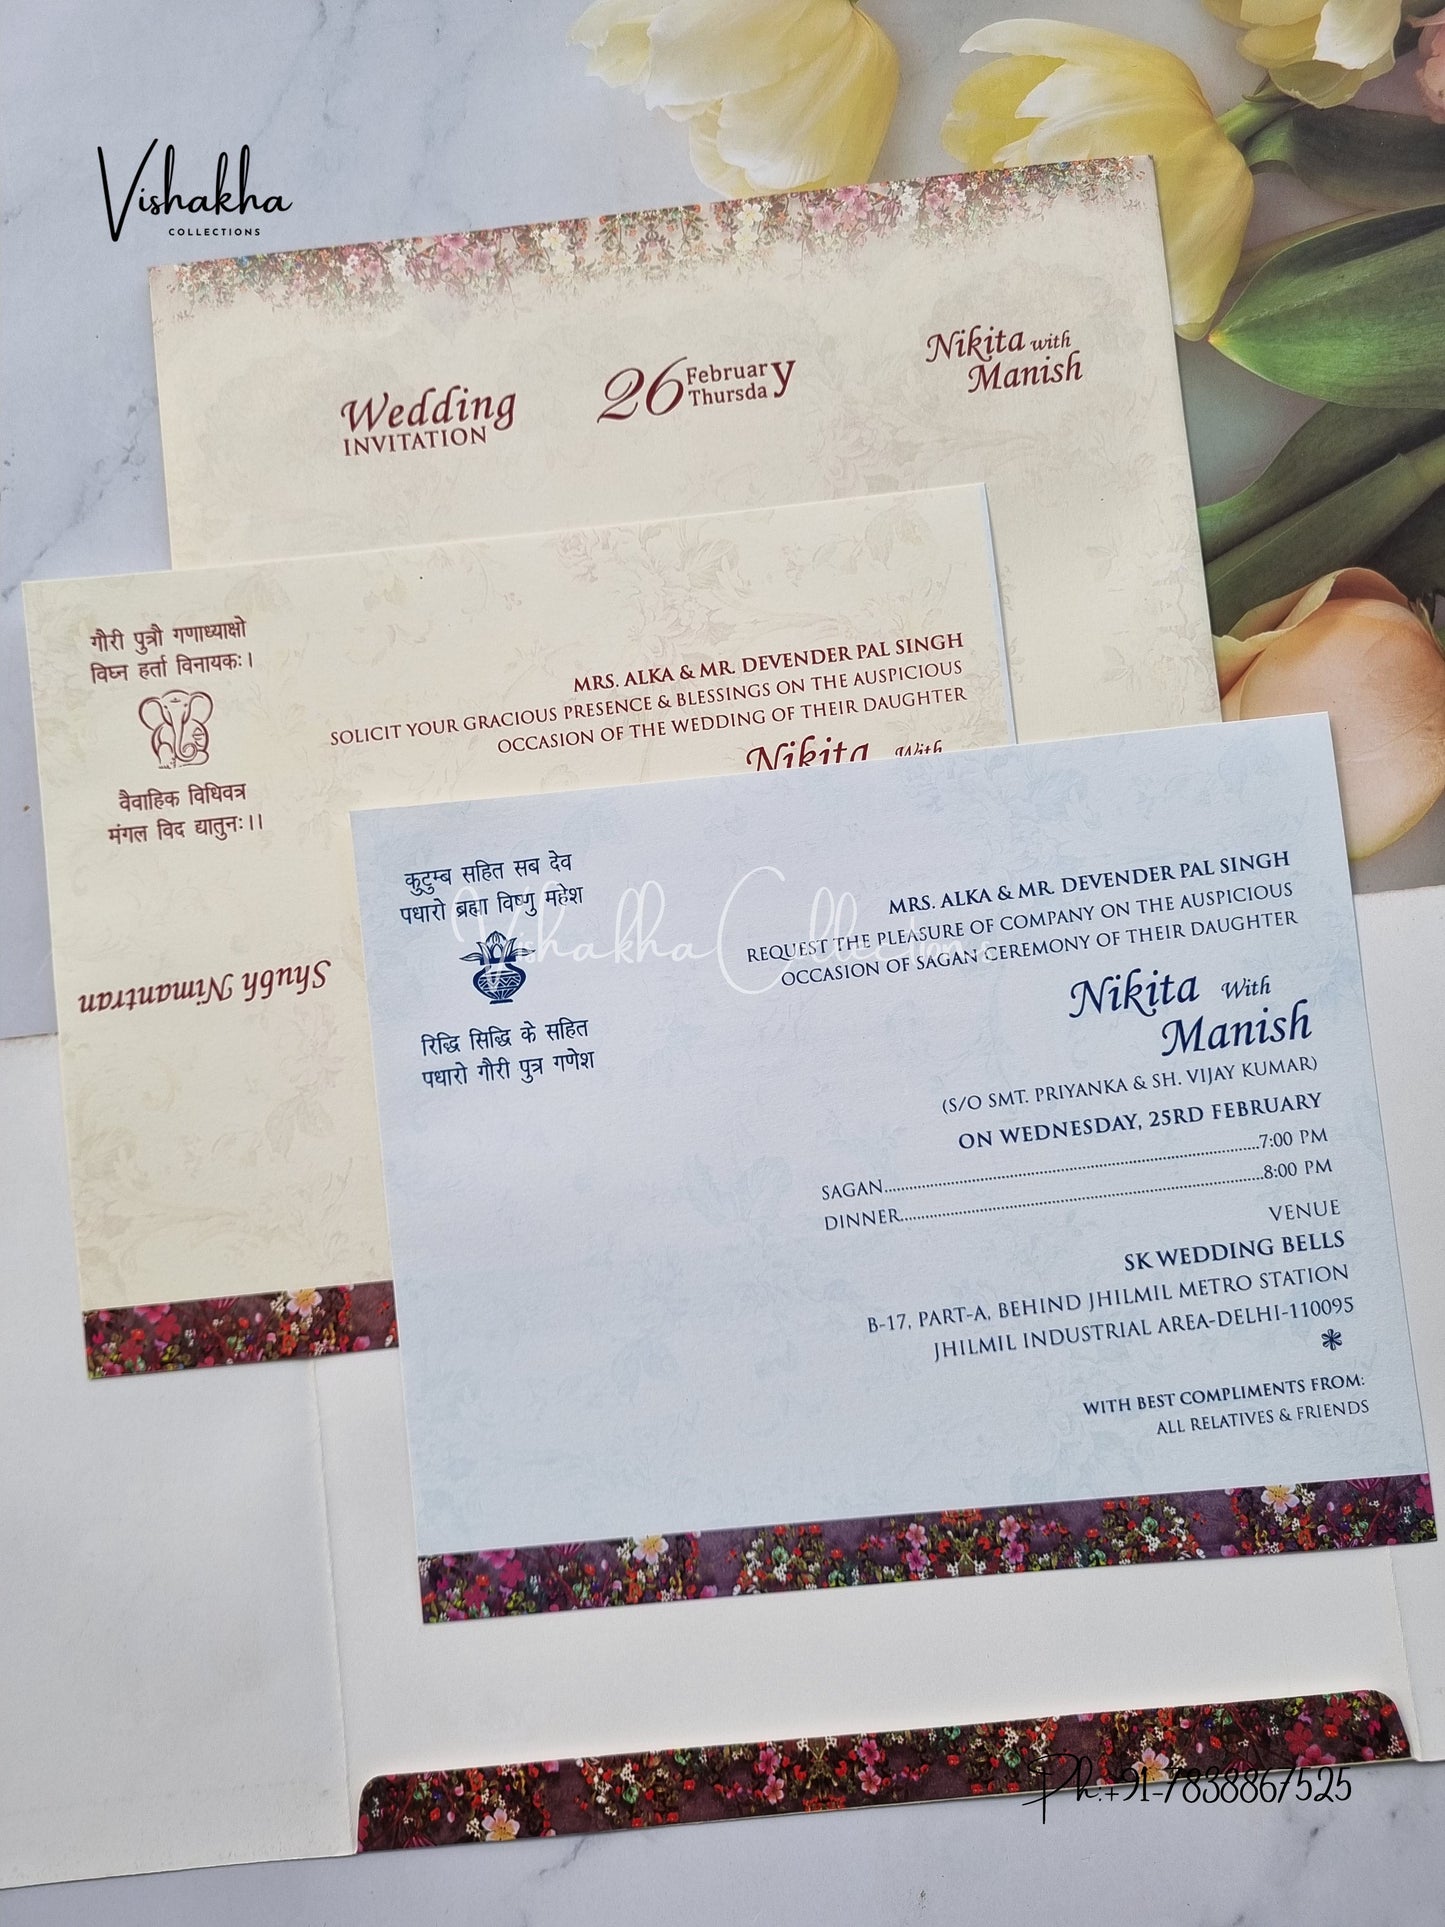 Vishakha
COLLECTIONS
Wedding
INVITATION
26 February
Thursday
Nikita with
Manish
गौरी पुत्रौ गणाध्याक्षो
विघ्न हर्ता विनायकः।
वैवाहिक विधिवत्र
मंगल विद द्यातुनः।।
Shubh Nimantran
MRS. ALKA & MR. DEVENDER PAL SINGH
SOLICIT YOUR GRACIOUS PRESENCE & BLESSINGS ON THE AUSPICIOUS
OCCASION OF THE WEDDING OF THEIR DAUGHTER
Nikita With
कुटुम्ब सहित सब देव
पधारो ब्रह्मा विष्णु महेश
रिद्धि सिद्धि के सहित
पधारो गौरी पुत्र गणेश
Vishakha Collections
MRS. ALKA & MR. DEVENDER PAL SINGH
REQUEST THE PLEASURE OF COMPANY ON THE AUSPICIOUS
OCCASION OF SAGAN CEREMONY OF THEIR DAUGHTER
Nikita With
Manish
(S/O SMT. PRIYANKA & SH. VIJAY KUMAR)
ON WEDNESDAY, 25RD FEBRUARY
SAGAN..........7:00 PM
DINNER..........8:00 PM
VENUE
SK WEDDING BELLS
B-17, PART-A, BEHIND JHILMIL METRO STATION
JHILMIL INDUSTRIAL AREA-DELHI-110095
WITH BEST COMPLIMENTS FROM:
ALL RELATIVES & FRIENDS
Ph.:+91-7838867525